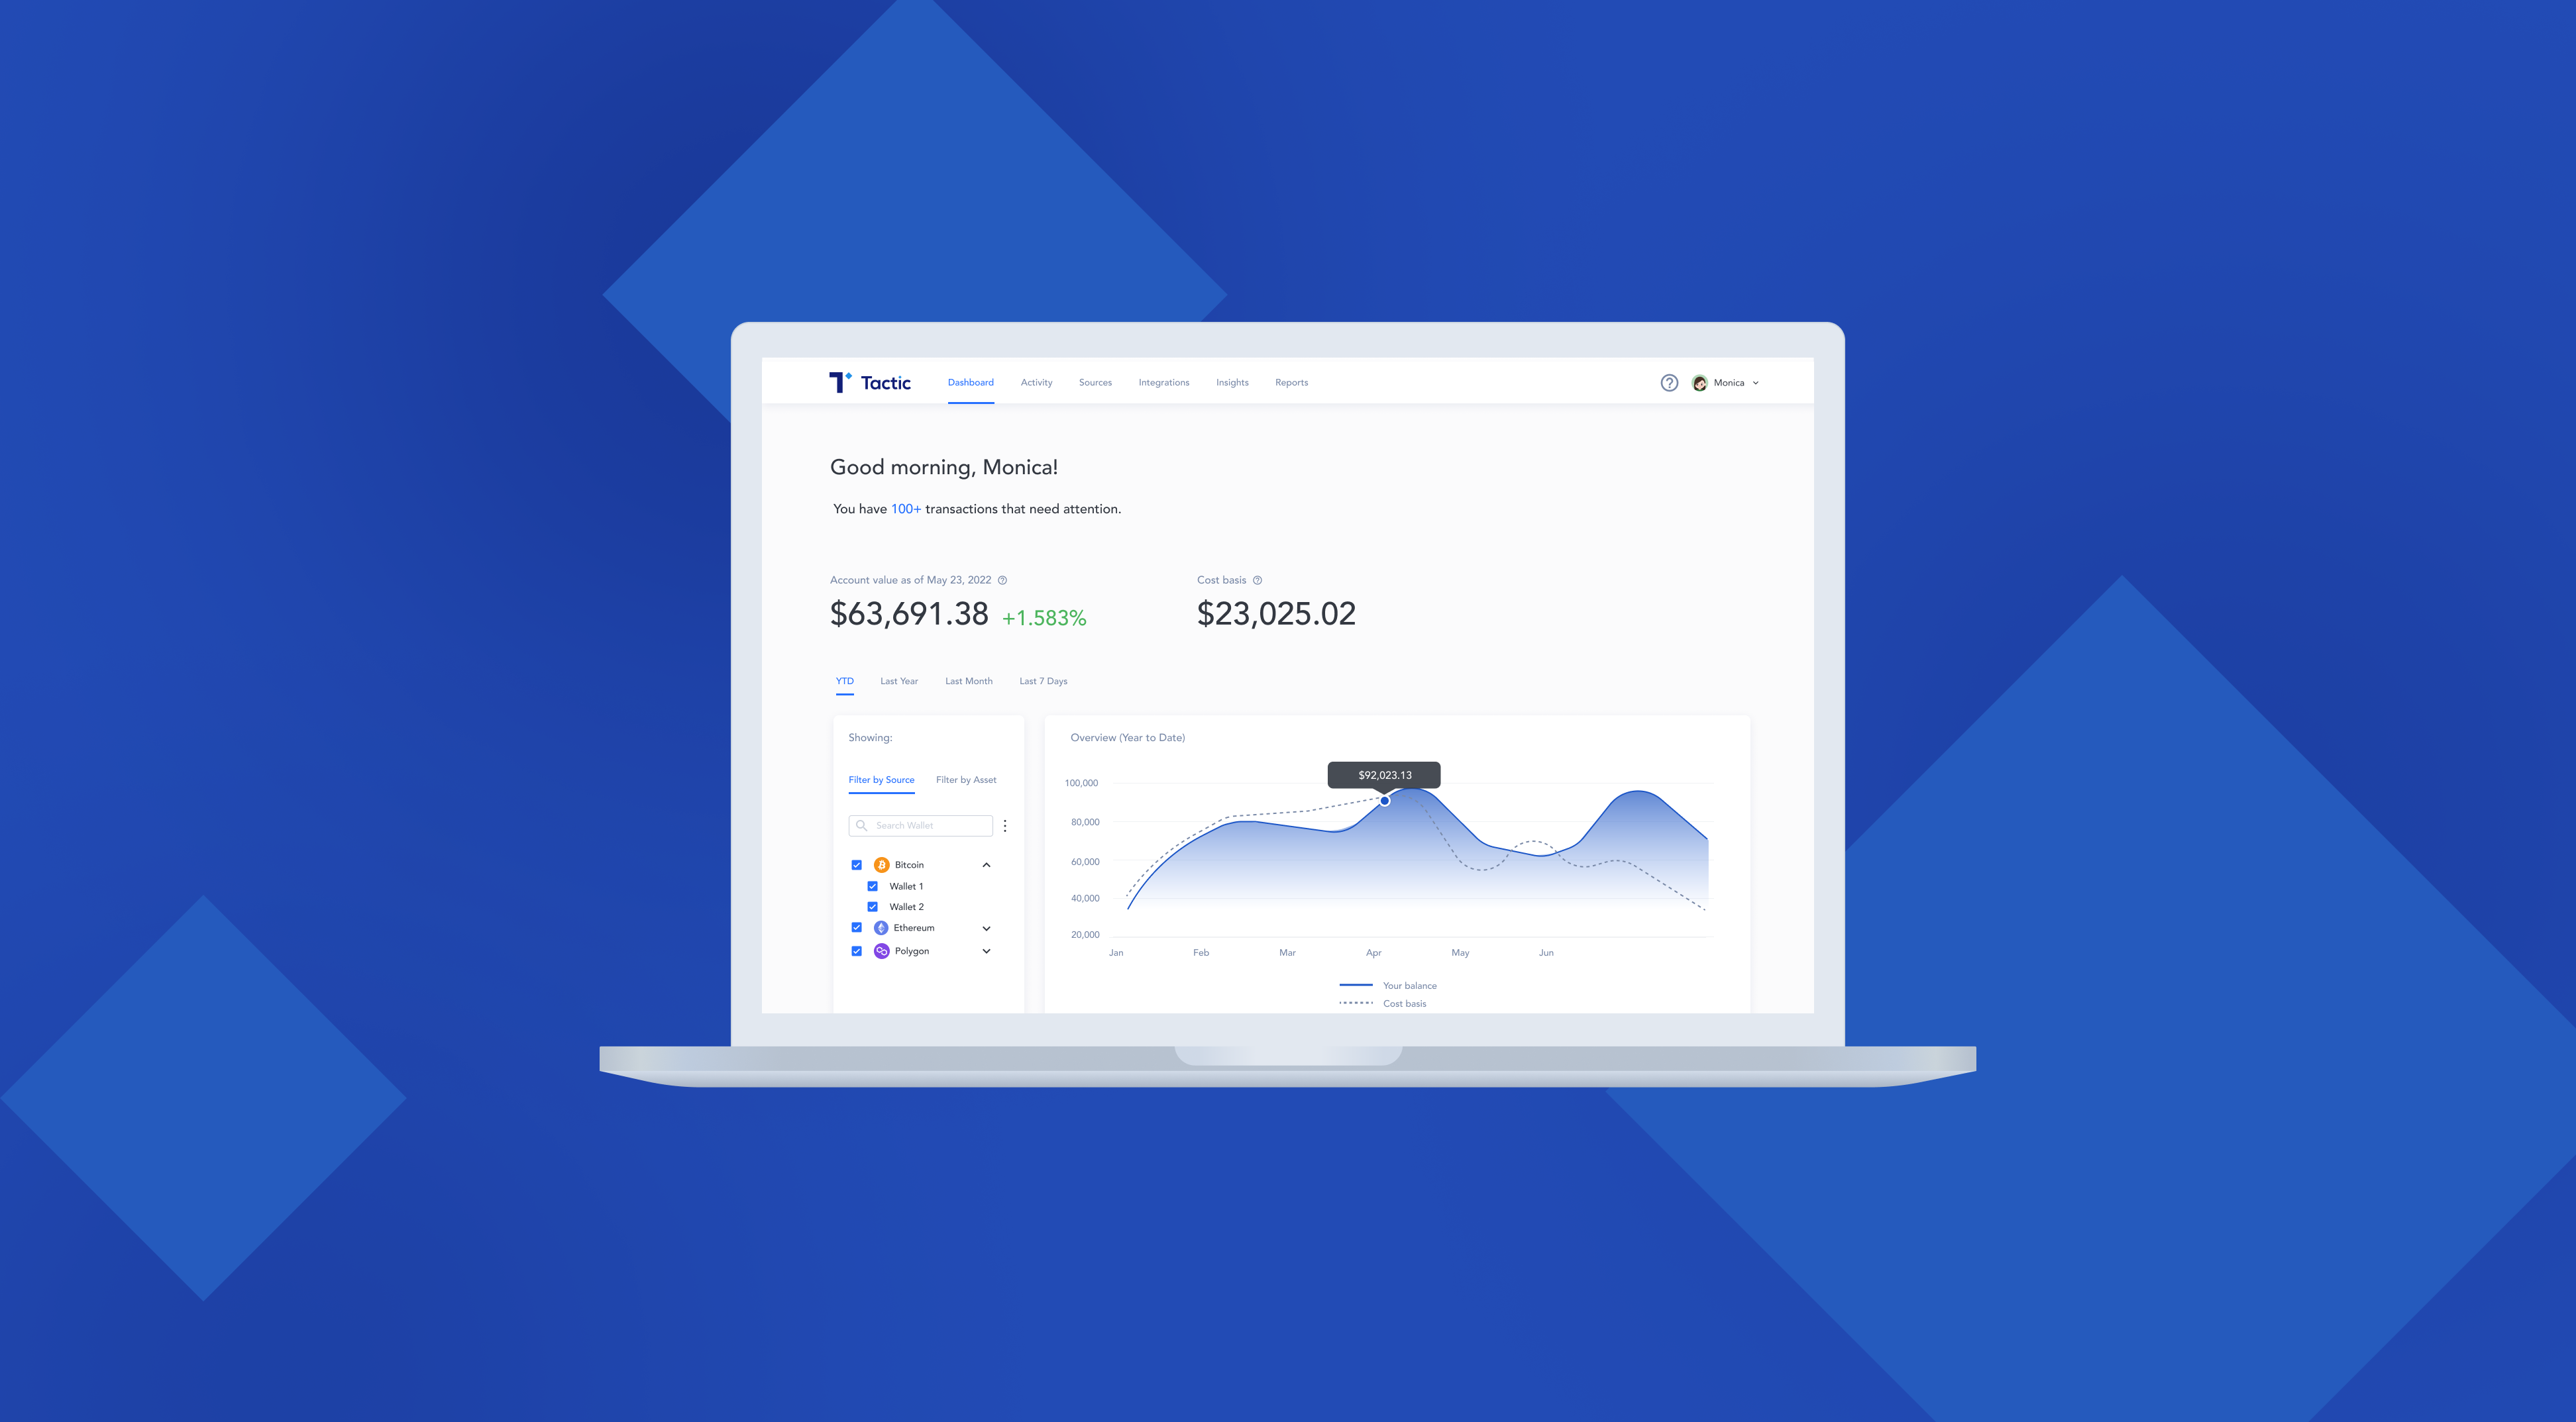 Tactic Dashboard Activity Sources Integrations Insights Reports Monica
Good morning, Monica!
You have 100+ transactions that need attention.
Account value as of May 23, 2022 Cost basis
$63,691.38 +1.583% $23,025.02
YTD Last Year Last Month Last 7 Days
Showing:
Filter by Source Filter by Asset
Search Wallet
Bitcoin
Wallet 1
Wallet 2
Ethereum
Polygon
Overview (Year to Date)
$92,023.13
100,000
80,000
60,000
40,000
20,000
Jan Feb Mar Apr May Jun
Your balance
Cost basis